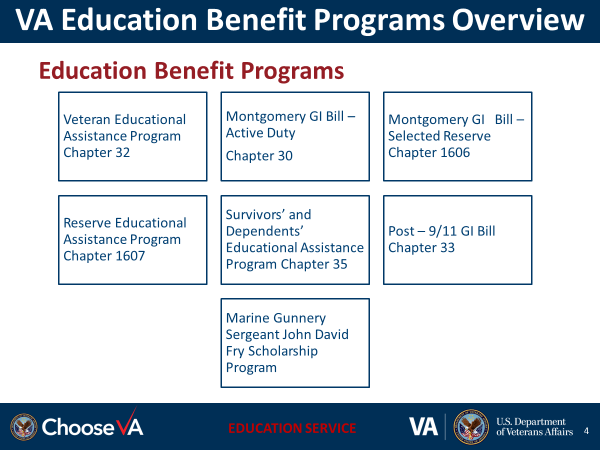 VA Education Benefit Programs Overview
Education Benefit Programs
Veteran Educational
Assistance Program
Chapter 32
Montgomery GI Bill –
Active Duty
Chapter 30
Montgomery GI Bill –
Selected Reserve
Chapter 1606
Reserve Educational
Assistance Program
Chapter 1607
Survivors’ and
Dependents’
Educational Assistance
Program Chapter 35
Post – 9/11 GI Bill
Chapter 33
Marine Gunnery
Sergeant John David
Fry Scholarship
Program
Choose VA
EDUCATION SERVICE
VA
U.S. Department
of Veterans Affairs
4